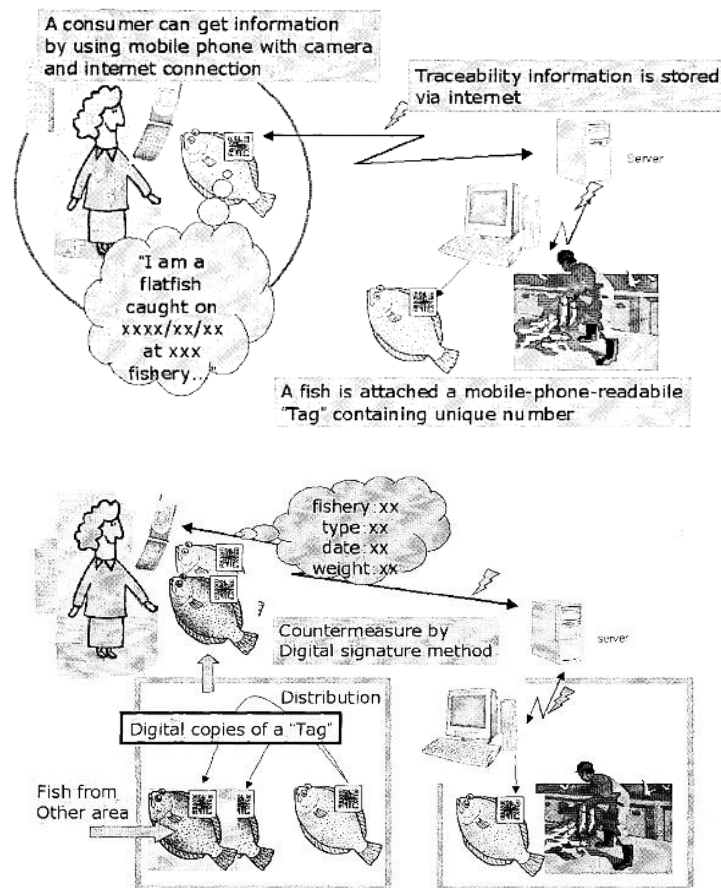 A consumer can get information
by using mobile phone with camera
and internet connection
Traceability information is stored
via internet
Server
"I am a
flatfish
caught on
xxxx/xx/xx
at xxx
fishery..."
A fish is attached a mobile-phone-readabile
"Tag" containing unique number
fishery:xx
type:xx
date:xx
weight:xx
Countermeasure by
Digital signature method
server
Distribution
Digital copies of a "Tag"
Fish from
Other area